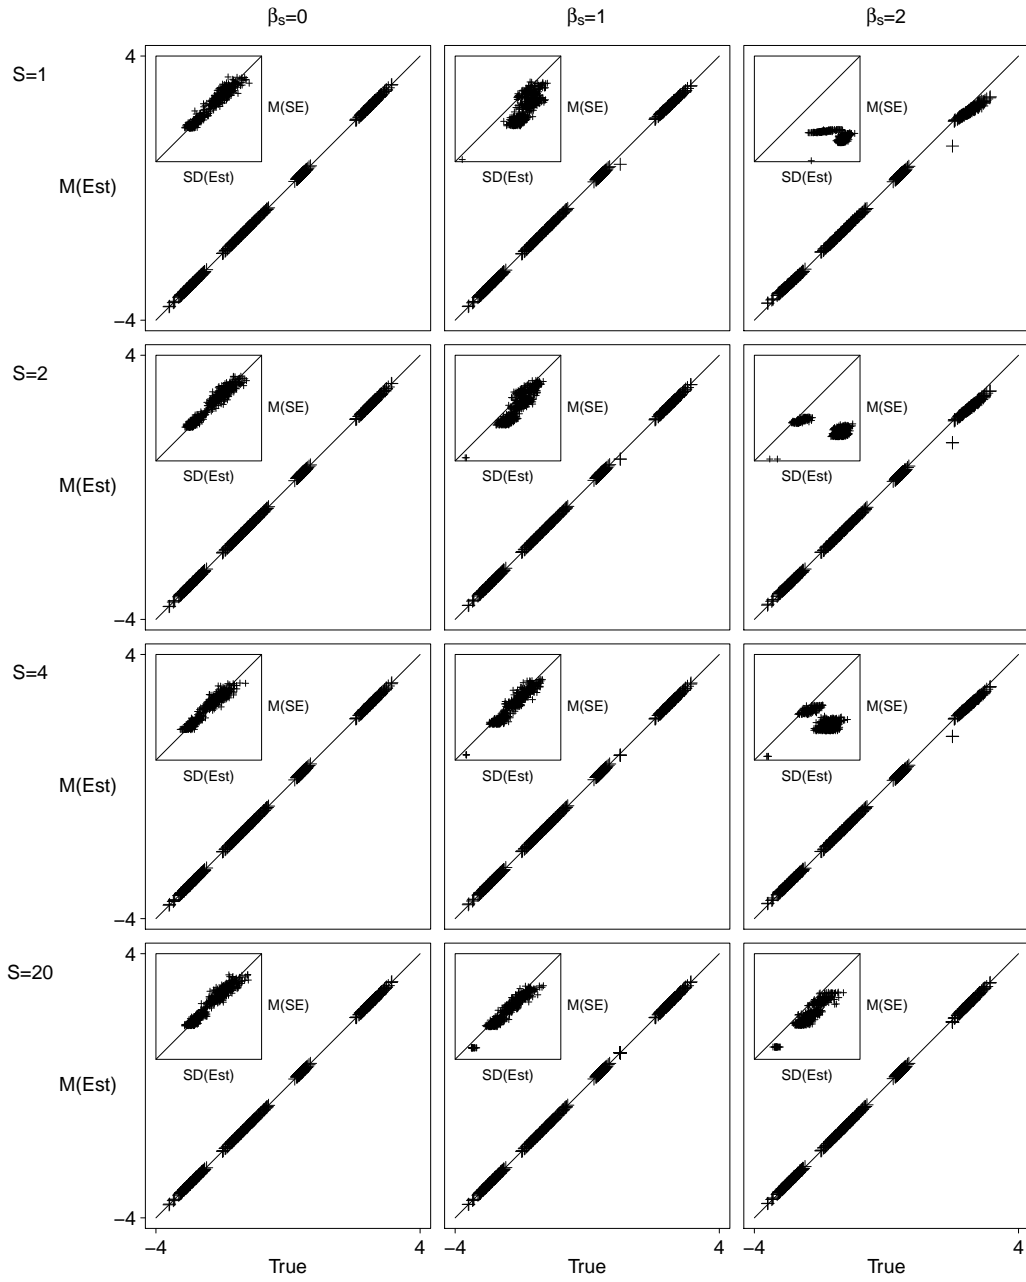 βs=0 βs=1 βs=2
S=1
4
M(SE) M(SE) M(SE)
SD(Est) SD(Est) SD(Est)
M(Est)
−4
S=2
4
M(SE) M(SE) M(SE)
SD(Est) SD(Est) SD(Est)
M(Est)
−4
S=4
4
M(SE) M(SE) M(SE)
SD(Est) SD(Est) SD(Est)
M(Est)
−4
S=20
4
M(SE) M(SE) M(SE)
SD(Est) SD(Est) SD(Est)
M(Est)
−4
−4 4 −4 4 −4 4
True True True